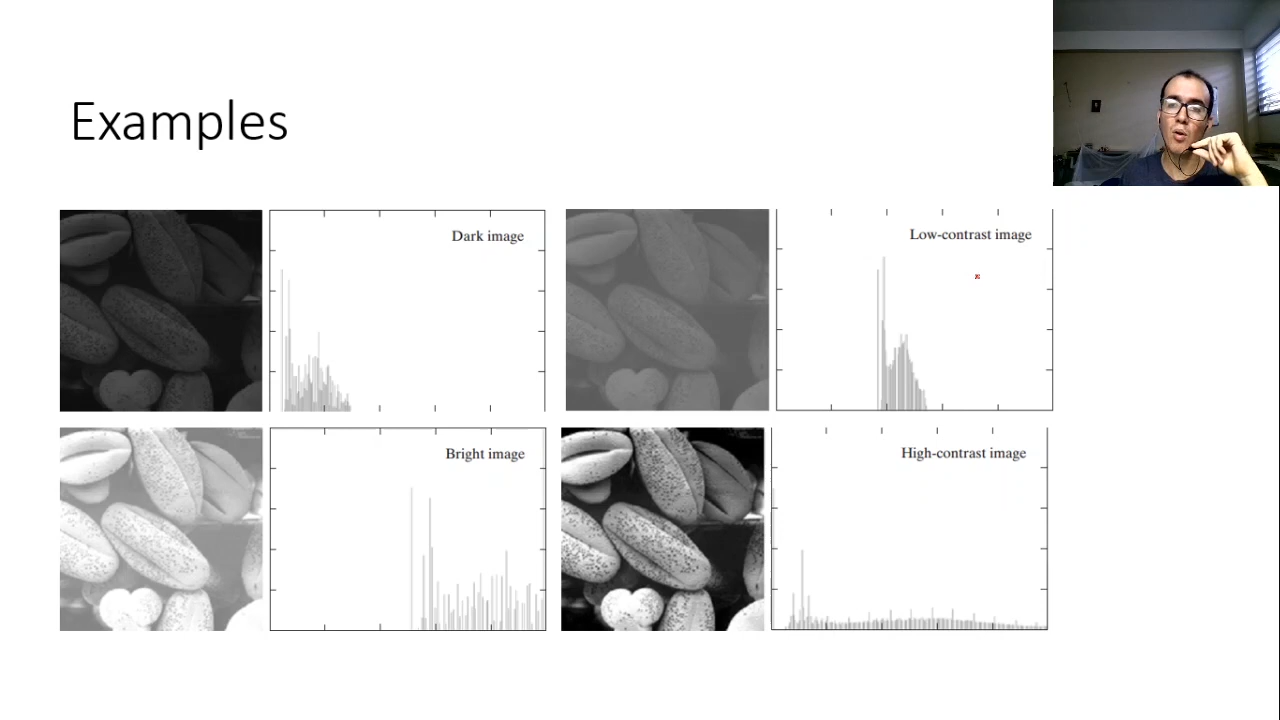 Examples
Dark image
Low-contrast image
Bright image
High-contrast image